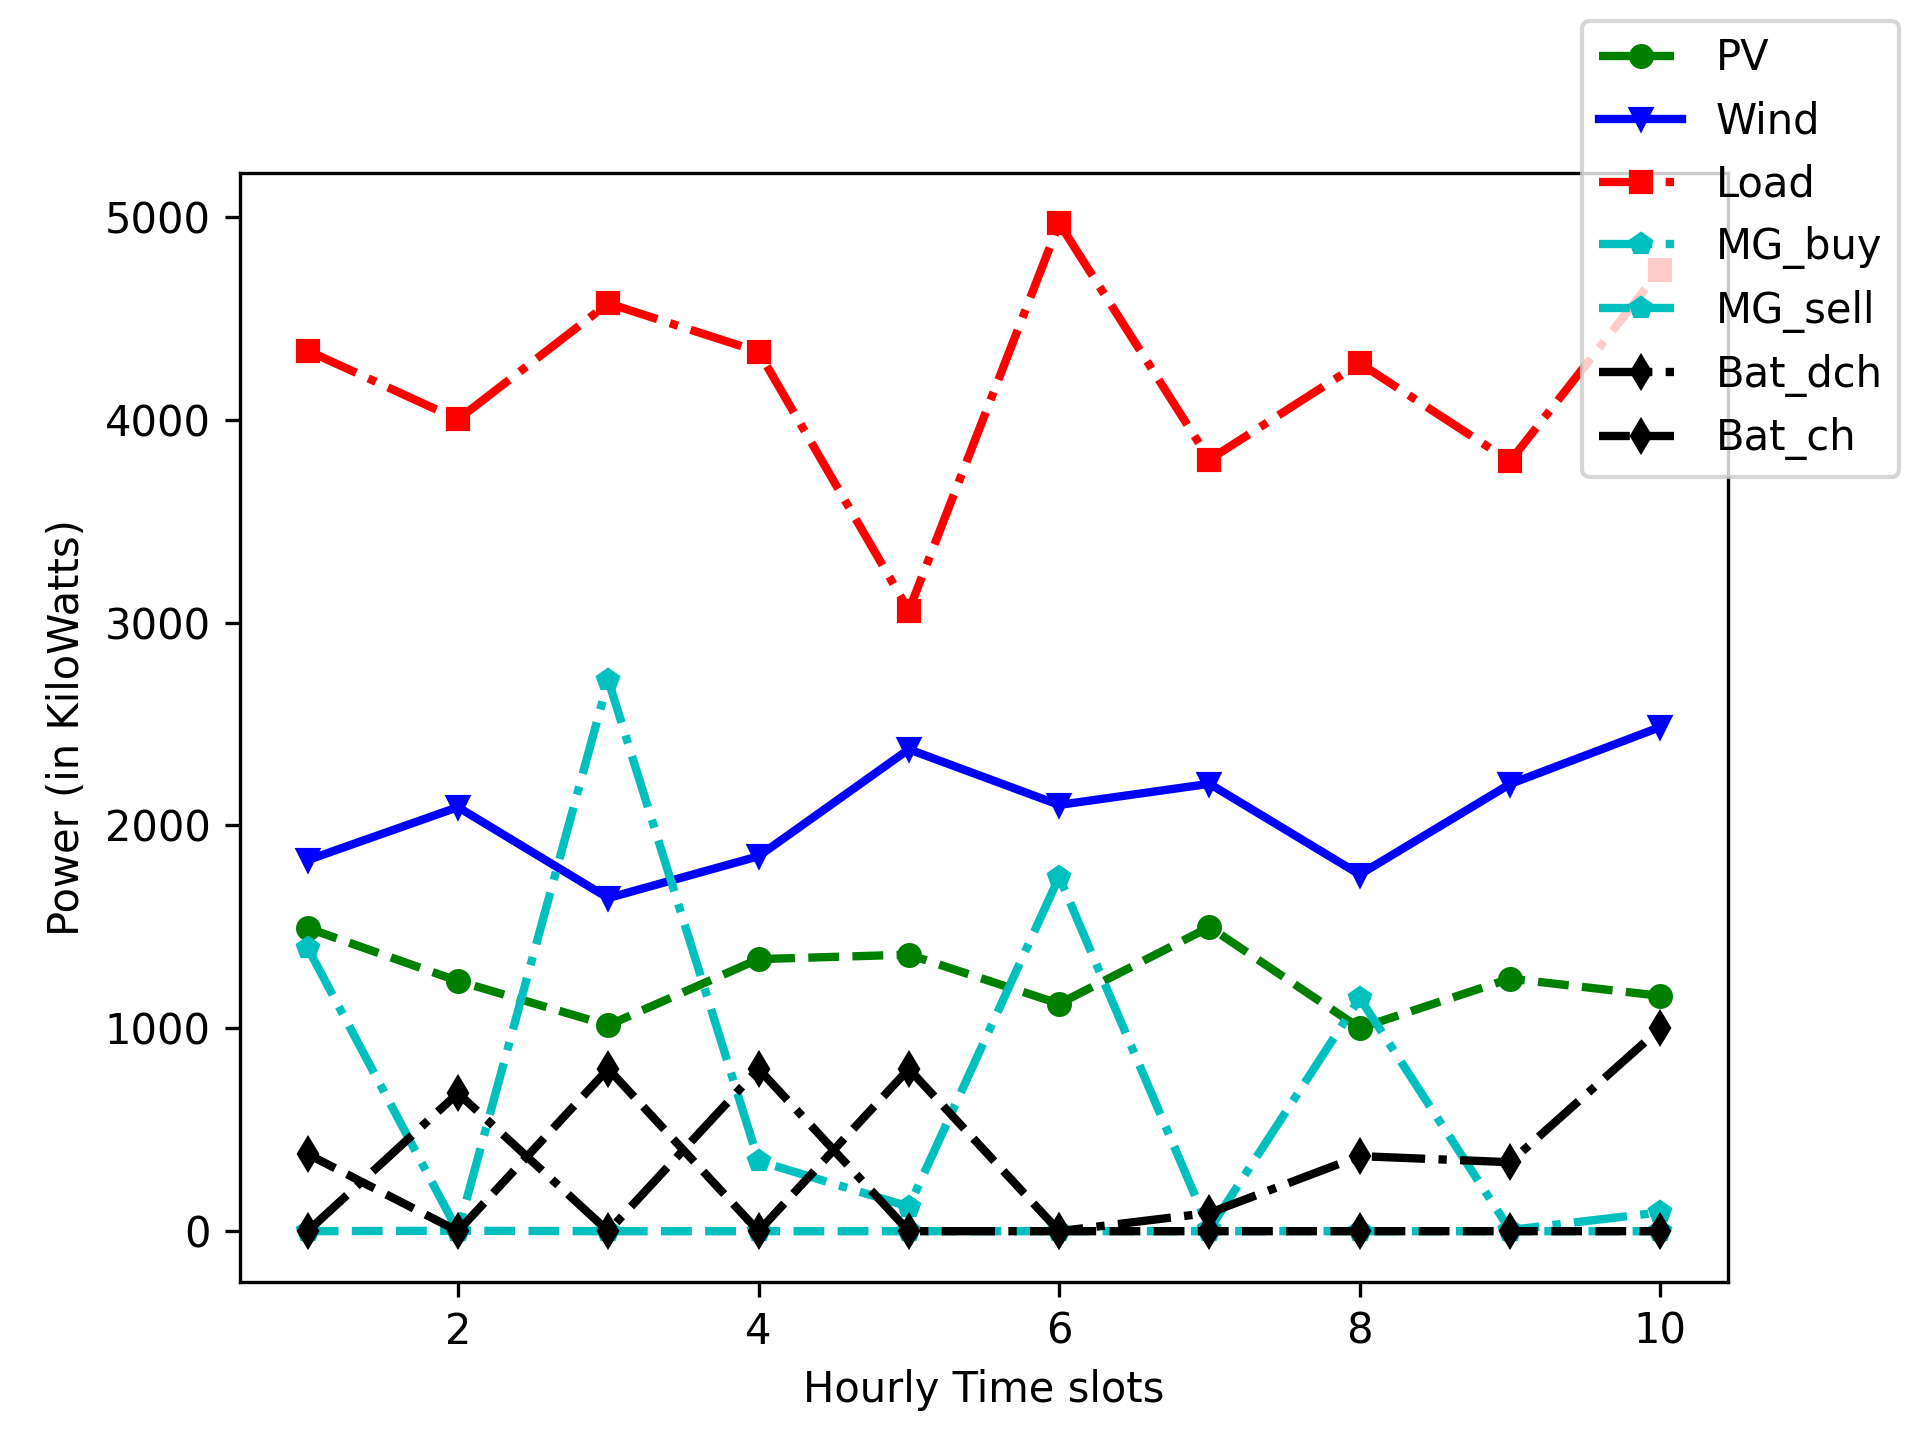 PV
Wind
Load
MG_buy
MG_sell
Bat_dch
Bat_ch
5000
4000
3000
2000
1000
0
Power (in KiloWatts)
2 4 6 8 10
Hourly Time slots